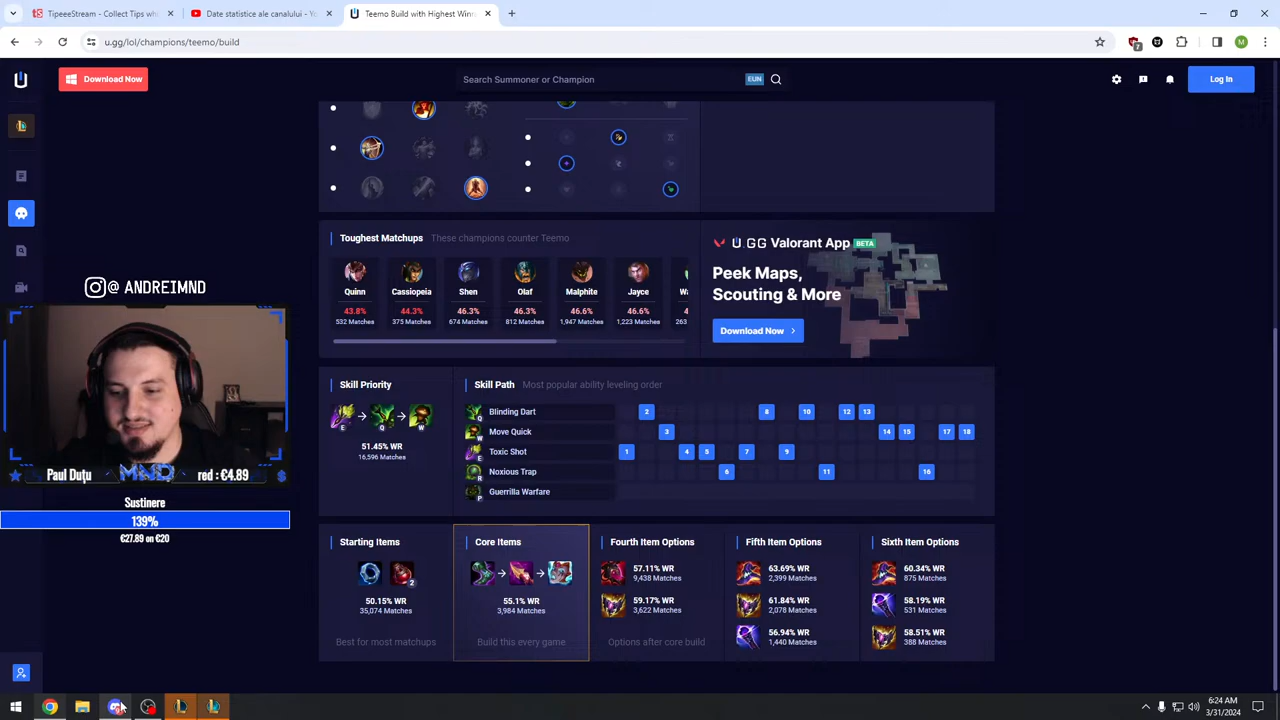 TipeeeStream - Collect Tips wh
Date statistice ale canalului - Yo
Teemo Build with Highest Winr
u.gg/lol/champions/teemo/build
7
M
Download Now
Search Summoner or Champion
EUN
Log In
Toughest Matchups
These champions counter Teemo
Quinn
Cassiopeia
Shen
Olaf
Malphite
Jayce
43.8%
44.3%
46.3%
46.3%
46.6%
46.6%
532 Matches
375 Matches
674 Matches
812 Matches
1,947 Matches
1,223 Matches
263
U.GG Valorant App
BETA
Peek Maps,
Scouting & More
Download Now
@ ANDREIMND
Paul Duțu
MND
red : €4.89
Sustinere
139%
€27.89 on €20
Skill Priority
E
Q
W
51.45% WR
16,596 Matches
Skill Path
Most popular ability leveling order
Q
Blinding Dart
2
8
10
12
13
W
Move Quick
3
14
15
17
18
E
Toxic Shot
1
4
5
7
9
R
Noxious Trap
6
11
16
P
Guerrilla Warfare
Starting Items
2
50.15% WR
35,074 Matches
Best for most matchups
Core Items
55.1% WR
3,984 Matches
Build this every game
Fourth Item Options
57.11% WR
9,438 Matches
59.17% WR
3,622 Matches
Options after core build
Fifth Item Options
63.69% WR
2,399 Matches
61.84% WR
2,078 Matches
56.94% WR
1,440 Matches
Sixth Item Options
60.34% WR
875 Matches
58.19% WR
531 Matches
58.51% WR
388 Matches
6:24 AM
3/31/2024